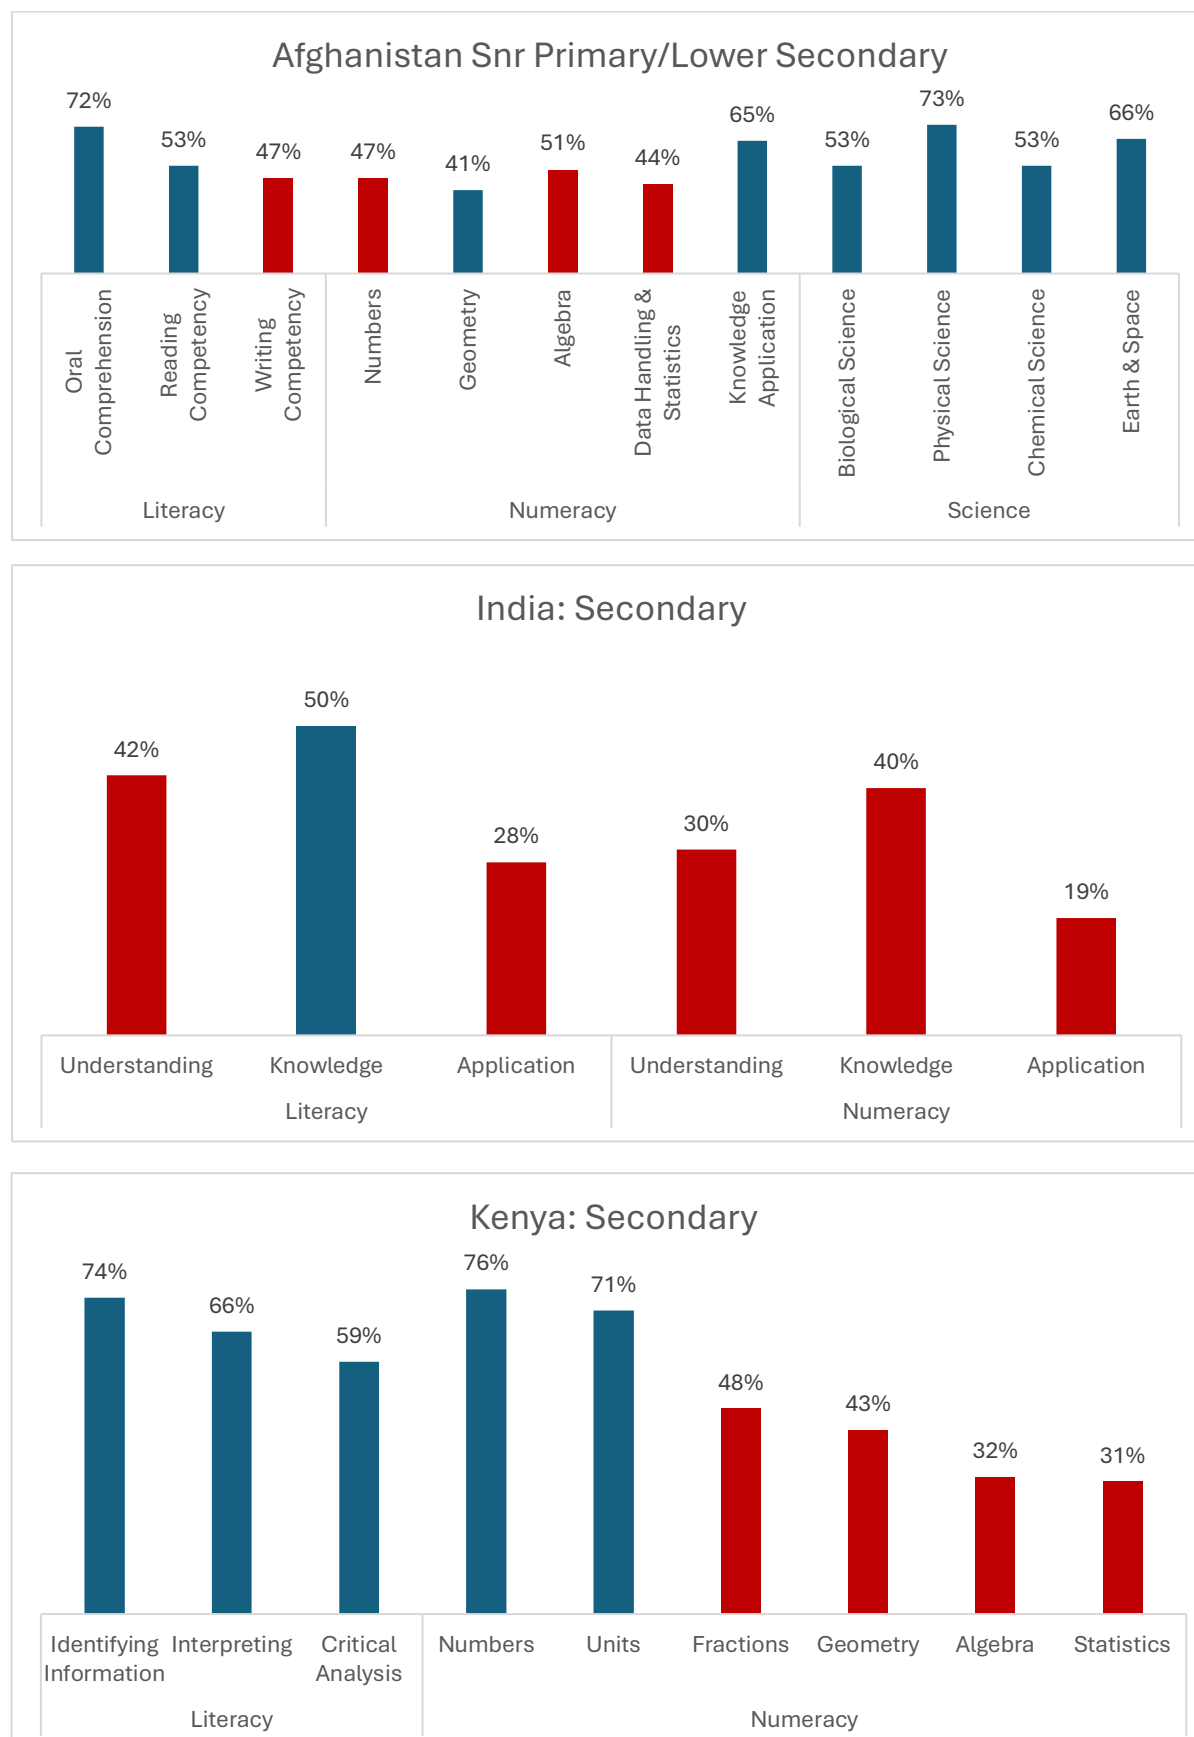 Afghanistan Snr Primary/Lower Secondary
72%
53%
47%
47%
41%
51%
44%
65%
53%
73%
53%
66%
Oral
Comprehension
Reading
Competency
Writing
Competency
Numbers
Geometry
Algebra
Data Handling &
Statistics
Knowledge
Application
Biological Science
Physical Science
Chemical Science
Earth & Space
Literacy
Numeracy
Science
India: Secondary
42%
50%
28%
30%
40%
19%
Understanding
Knowledge
Application
Understanding
Knowledge
Application
Literacy
Numeracy
Kenya: Secondary
74%
66%
59%
76%
71%
48%
43%
32%
31%
Identifying
Information
Interpreting
Critical
Analysis
Numbers
Units
Fractions
Geometry
Algebra
Statistics
Literacy
Numeracy